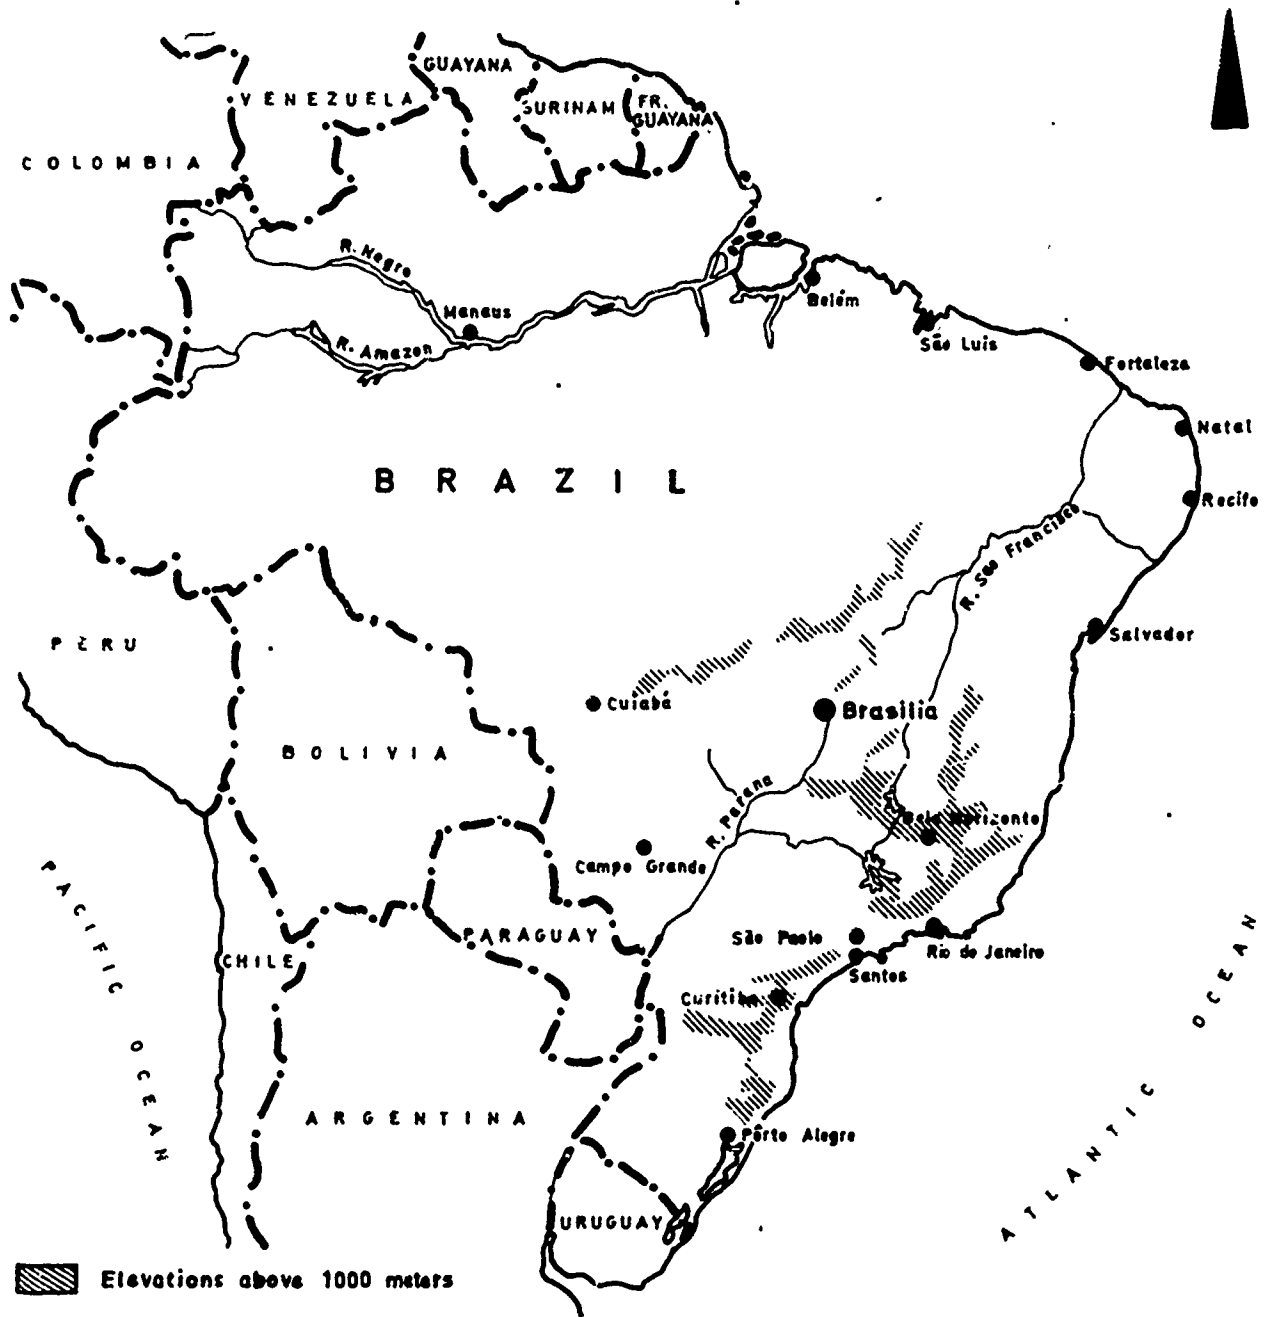 GUAYANA
VENEZUELA
SURINAM
FR.
GUAYANA
COLOMBIA
R. Negro
Manaus
Belém
R. Amazon
São Luis
Fortaleza
Natal
BRAZIL
Recife
R. São Francisco
PERU
Salvador
Cuiabá
Brasilia
BOLIVIA
R. Parana
Belo Horizonte
Campo Grande
PACIFIC OCEAN
PARAGUAY
São Paulo
Rio de Janeiro
CHILE
Santos
Curitiba
ATLANTIC OCEAN
ARGENTINA
Pôrto Alegre
URUGUAY
Elevations above 1000 meters